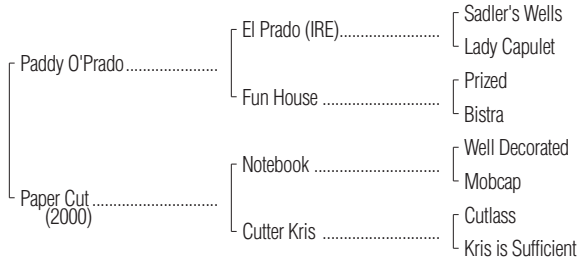 Sadler's Wells
El Prado (IRE)....................
Lady Capulet
Paddy O'Prado....................
Prized
Fun House .........................
Bistra
Well Decorated
Notebook ..........................
Mobcap
Paper Cut ...........................
(2000)
Cutlass
Cutter Kris ........................
Kris is Sufficient